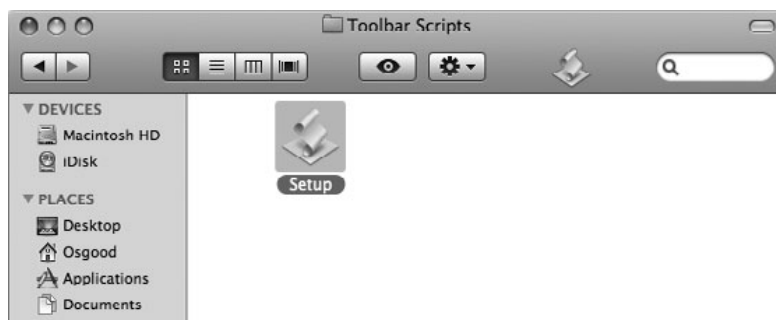 Toolbar Scripts
DEVICES
Macintosh HD
iDisk
Setup
PLACES
Desktop
Osgood
Applications
Documents